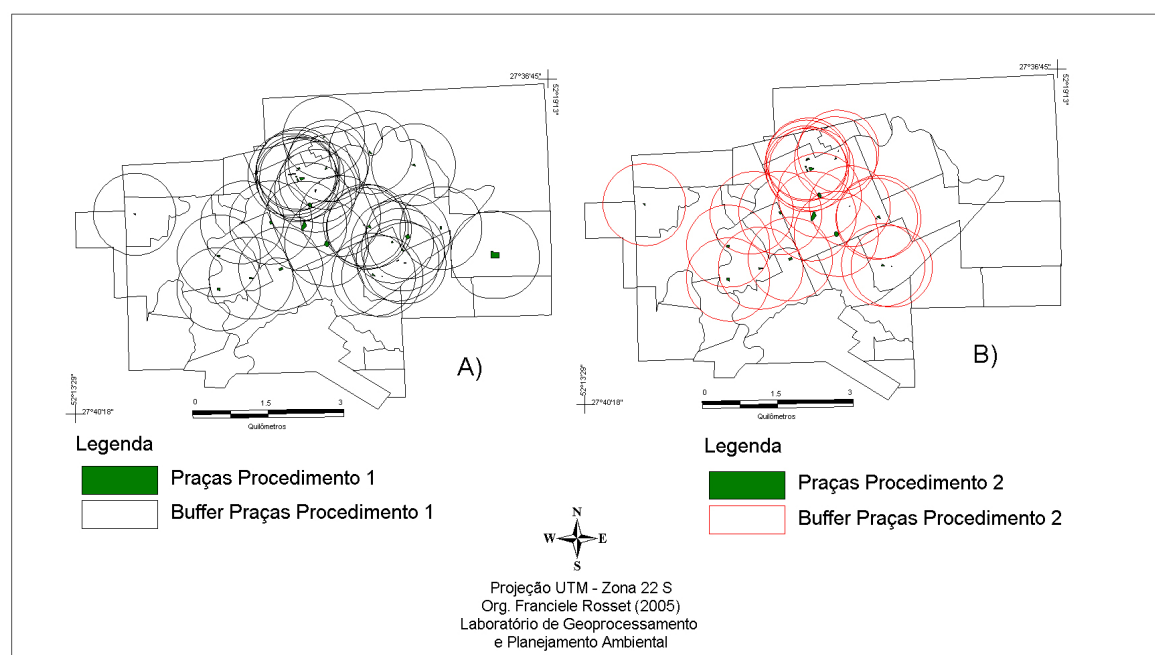 27°36'45"
52°19'13"
27°36'45"
52°19'13"
A)
B)
52°13'29"
27°40'18"
0 1.5 3
Quilômetros
52°13'29"
27°40'18"
0 1.5 3
Quilômetros
Legenda
Praças Procedimento 1
Buffer Praças Procedimento 1
Legenda
Praças Procedimento 2
Buffer Praças Procedimento 2
N
W E
S
Projeção UTM - Zona 22 S
Org. Franciele Rosset (2005)
Laboratório de Geoprocessamento
e Planejamento Ambiental